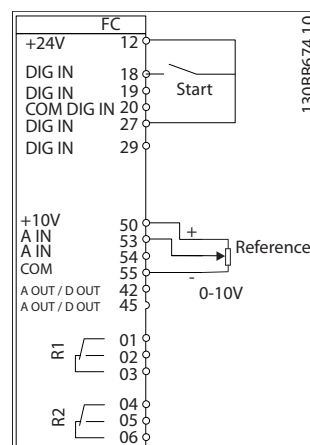 FC
+24V 12
DIG IN 18
DIG IN 19
COM DIG IN 20
DIG IN 27
DIG IN 29
Start
+10V 50
A IN 53
A IN 54
COM 55
A OUT / D OUT 42
A OUT / D OUT 45
+
Reference
-
0-10V
R1
01
02
03
R2
04
05
06
130BB674.10